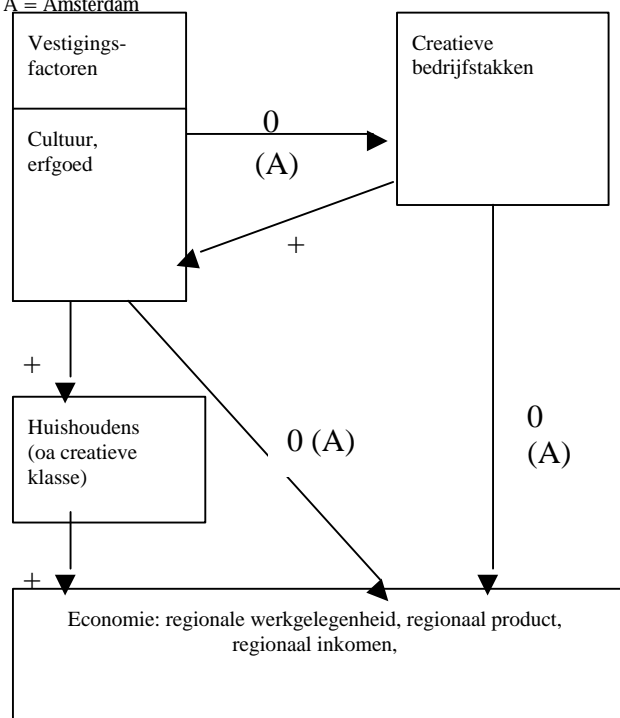 A = Amsterdam
Vestigings-
factoren
Creatieve
bedrijfstakken
Cultuur,
erfgoed
0
(A)
+
+
Huishoudens
(oa creatieve
klasse)
0 (A)
0
(A)
+
Economie: regionale werkgelegenheid, regionaal product,
regionaal inkomen,